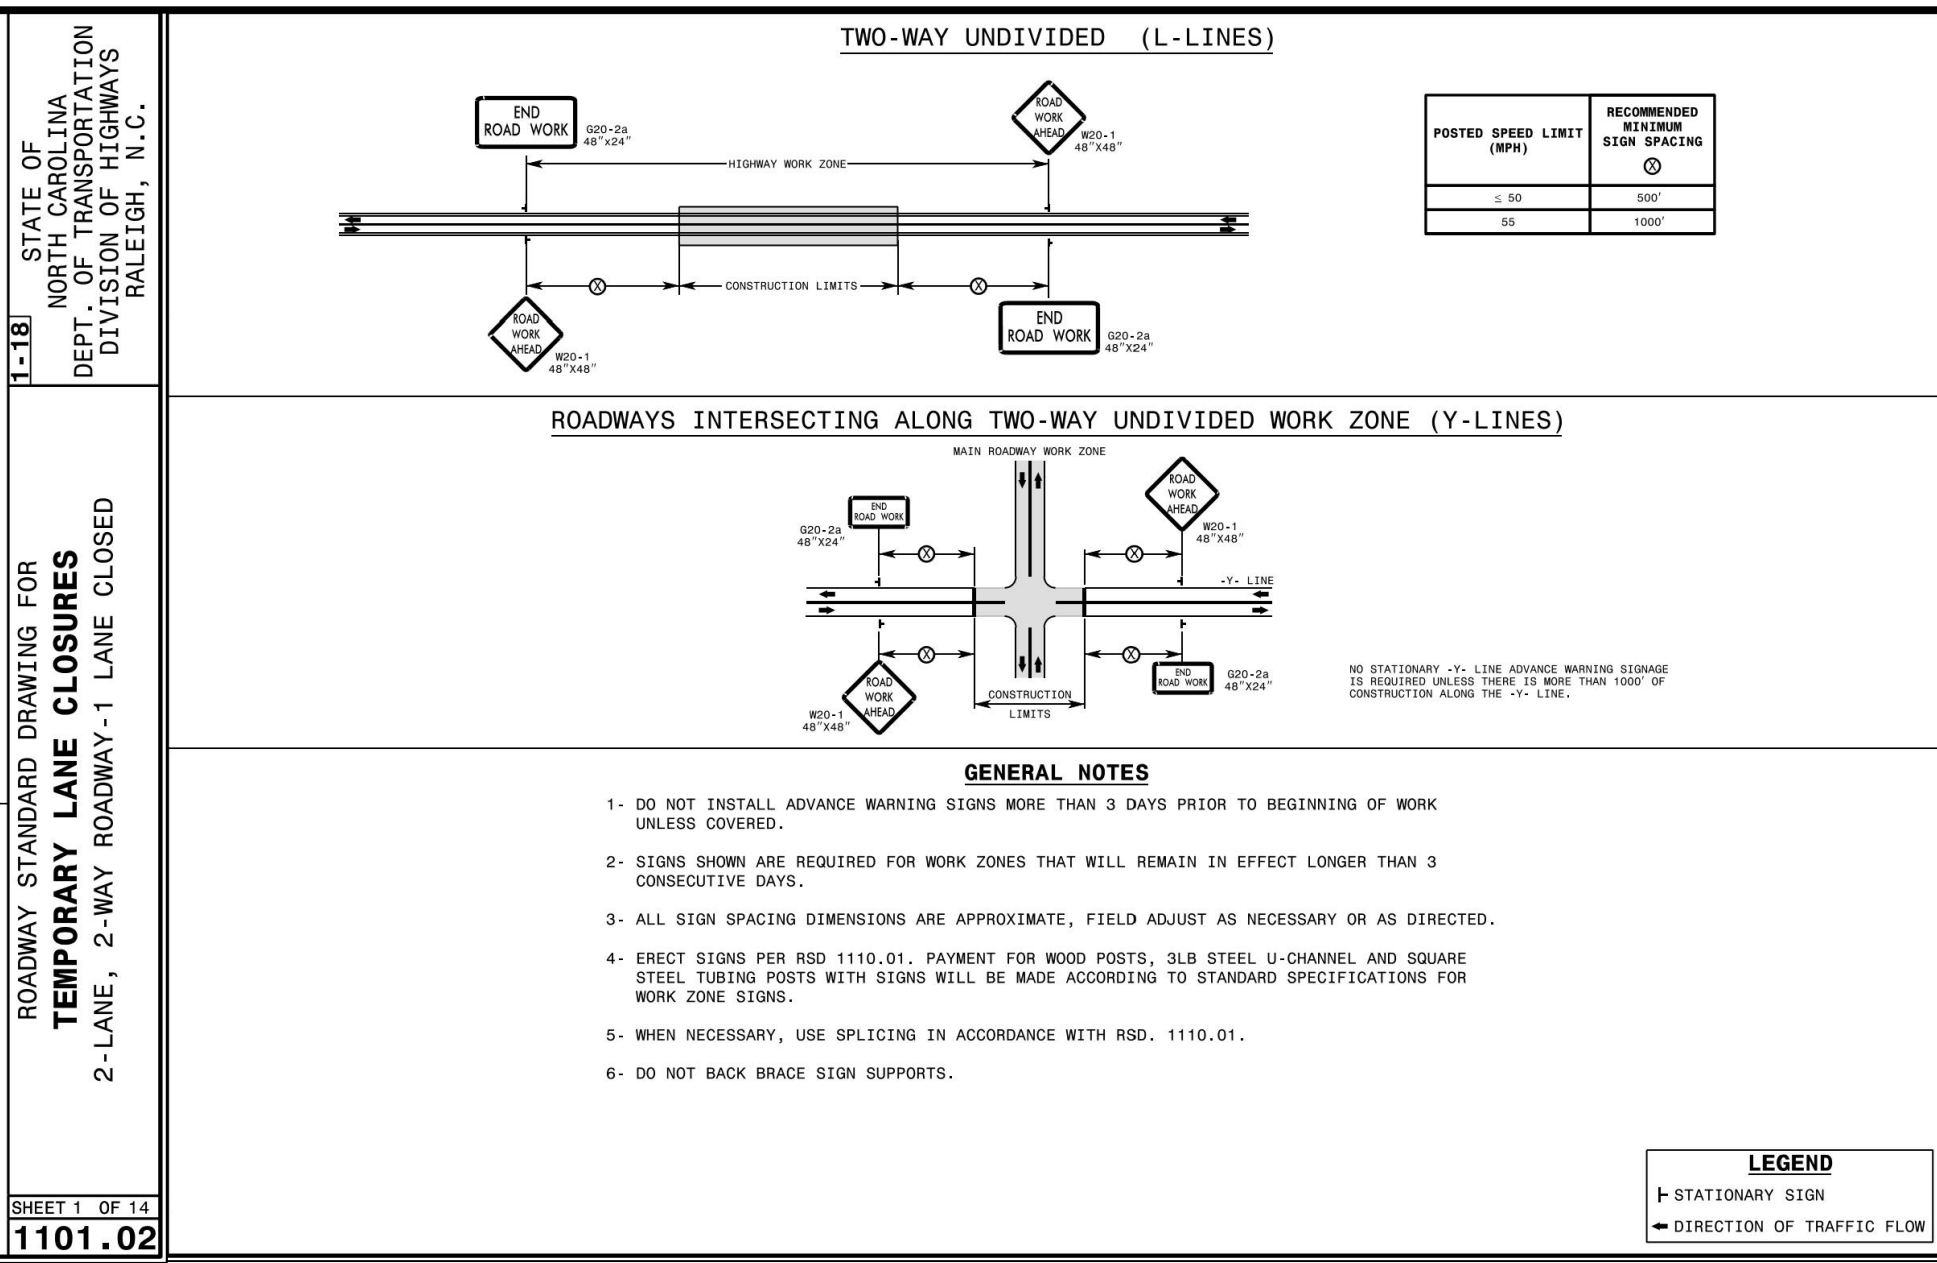 1-18
STATE OF
NORTH CAROLINA
DEPT. OF TRANSPORTATION
DIVISION OF HIGHWAYS
RALEIGH, N.C.
ROADWAY STANDARD DRAWING FOR
TEMPORARY LANE CLOSURES
2-LANE, 2-WAY ROADWAY-1 LANE CLOSED
SHEET 1 OF 14
1101.02
TWO-WAY UNDIVIDED (L-LINES)
END
ROAD WORK
G20-2a
48"X24"
ROAD
WORK
AHEAD
W20-1
48"X48"
HIGHWAY WORK ZONE
X
CONSTRUCTION LIMITS
X
ROAD
WORK
AHEAD
W20-1
48"X48"
END
ROAD WORK
G20-2a
48"X24"
POSTED SPEED LIMIT
(MPH)
RECOMMENDED
MINIMUM
SIGN SPACING
X
≤ 50
500'
55
1000'
ROADWAYS INTERSECTING ALONG TWO-WAY UNDIVIDED WORK ZONE (Y-LINES)
MAIN ROADWAY WORK ZONE
END
ROAD WORK
G20-2a
48"X24"
ROAD
WORK
AHEAD
W20-1
48"X48"
X
X
-Y- LINE
X
X
ROAD
WORK
AHEAD
W20-1
48"X48"
CONSTRUCTION
LIMITS
END
ROAD WORK
G20-2a
48"X24"
NO STATIONARY -Y- LINE ADVANCE WARNING SIGNAGE
IS REQUIRED UNLESS THERE IS MORE THAN 1000' OF
CONSTRUCTION ALONG THE -Y- LINE.
GENERAL NOTES
1- DO NOT INSTALL ADVANCE WARNING SIGNS MORE THAN 3 DAYS PRIOR TO BEGINNING OF WORK
UNLESS COVERED.
2- SIGNS SHOWN ARE REQUIRED FOR WORK ZONES THAT WILL REMAIN IN EFFECT LONGER THAN 3
CONSECUTIVE DAYS.
3- ALL SIGN SPACING DIMENSIONS ARE APPROXIMATE, FIELD ADJUST AS NECESSARY OR AS DIRECTED.
4- ERECT SIGNS PER RSD 1110.01. PAYMENT FOR WOOD POSTS, 3LB STEEL U-CHANNEL AND SQUARE
STEEL TUBING POSTS WITH SIGNS WILL BE MADE ACCORDING TO STANDARD SPECIFICATIONS FOR
WORK ZONE SIGNS.
5- WHEN NECESSARY, USE SPLICING IN ACCORDANCE WITH RSD. 1110.01.
6- DO NOT BACK BRACE SIGN SUPPORTS.
LEGEND
STATIONARY SIGN
DIRECTION OF TRAFFIC FLOW